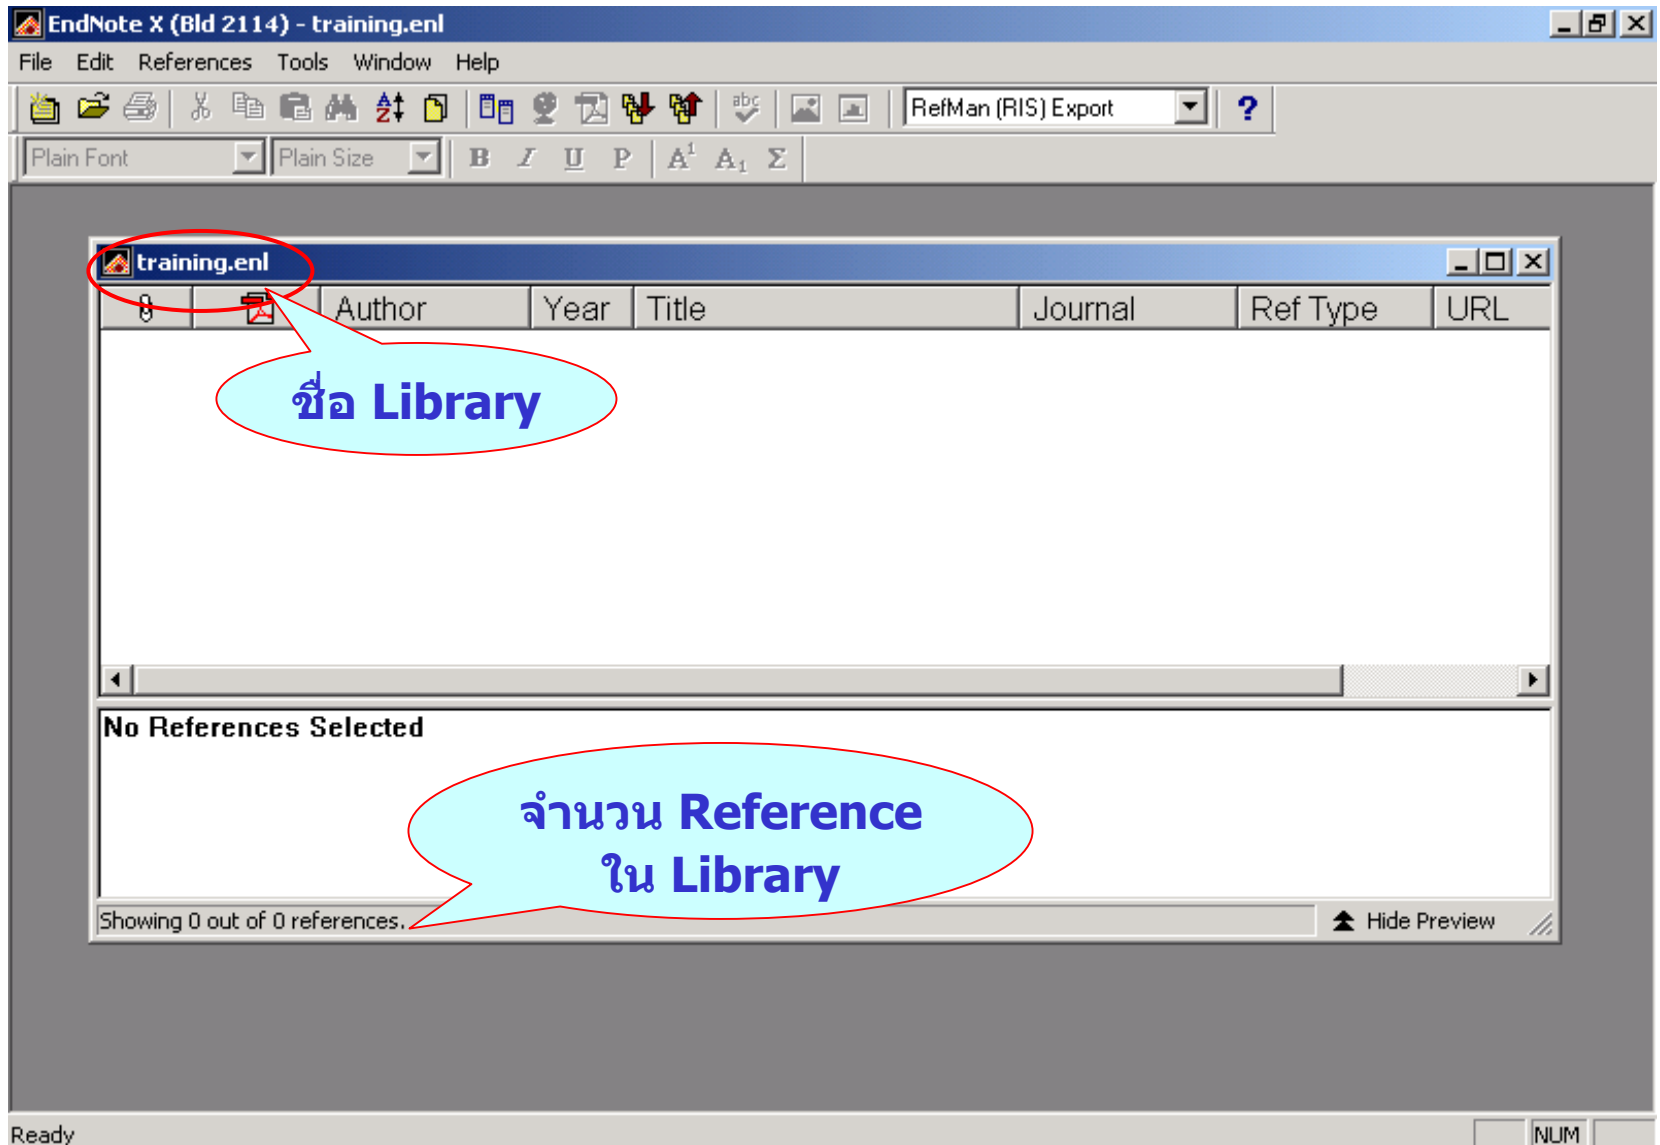 EndNote X (Bld 2114) - training.enl
File Edit References Tools Window Help
RefMan (RIS) Export
Plain Font Plain Size B I U P A1 A1 Σ
training.enl
Author Year Title Journal Ref Type URL
ชื่อ Library
No References Selected
จำนวน Reference
ใน Library
Showing 0 out of 0 references.
Hide Preview
Ready NUM